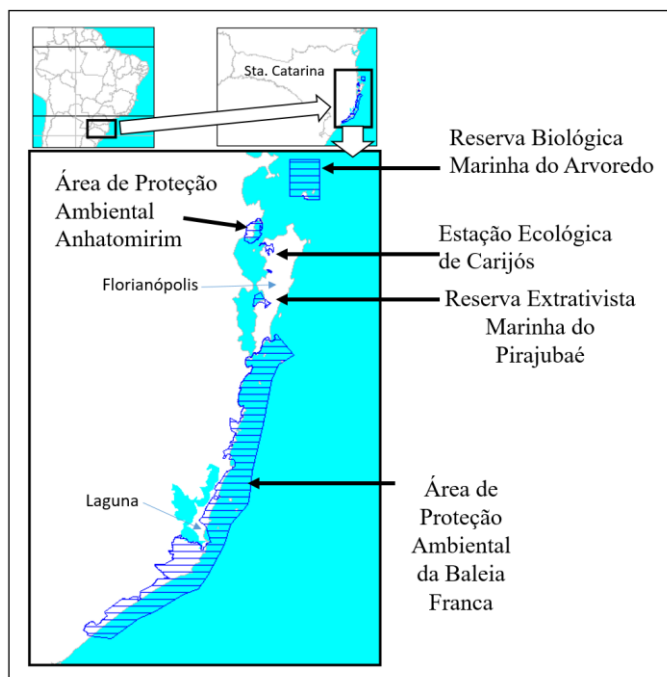 Sta. Catarina
Reserva Biológica
Marinha do Arvoredo
Área de Proteção
Ambiental
Anhatomirim
Estação Ecológica
de Carijós
Florianópolis
Reserva Extrativista
Marinha do
Pirajubaé
Laguna
Área de
Proteção
Ambiental
da Baleia
Franca